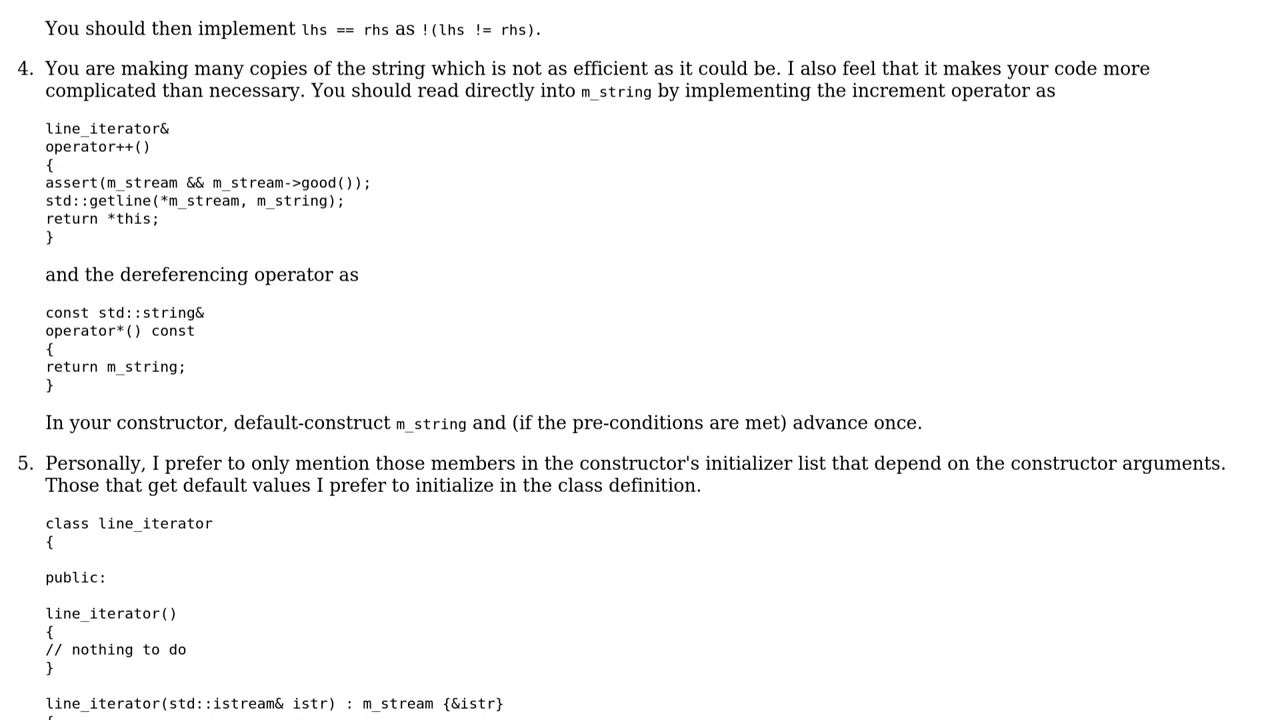 You should then implement lhs == rhs as !(lhs != rhs).
4. You are making many copies of the string which is not as efficient as it could be. I also feel that it makes your code more
complicated than necessary. You should read directly into m_string by implementing the increment operator as
line_iterator&
operator++()
{
assert(m_stream && m_stream->good());
std::getline(*m_stream, m_string);
return *this;
}
and the dereferencing operator as
const std::string&
operator*() const
{
return m_string;
}
In your constructor, default-construct m_string and (if the pre-conditions are met) advance once.
5. Personally, I prefer to only mention those members in the constructor's initializer list that depend on the constructor arguments.
Those that get default values I prefer to initialize in the class definition.
class line_iterator
{
public:
line_iterator()
{
// nothing to do
}
line_iterator(std::istream& istr) : m_stream {&istr}
{